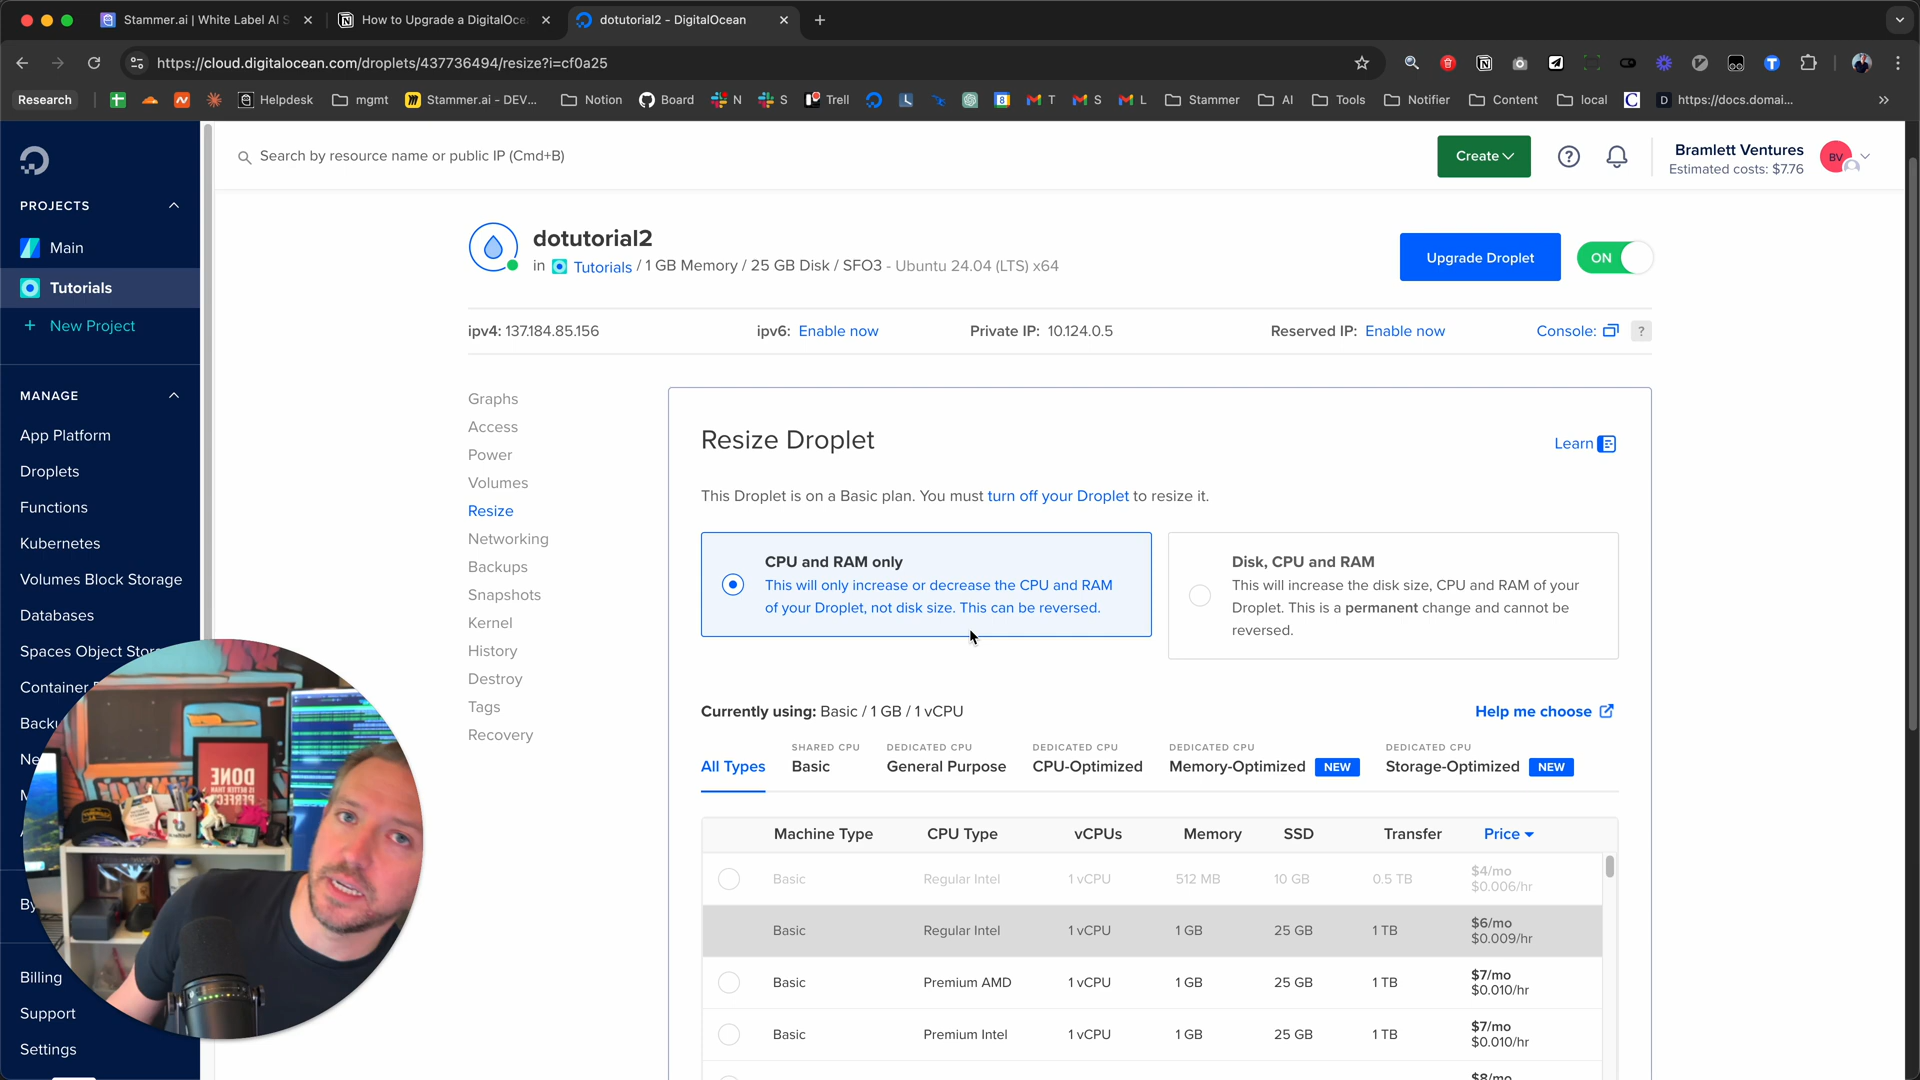 Stammer.ai | White Label AI S
How to Upgrade a DigitalOce
dotutorial2 - DigitalOcean
https://cloud.digitalocean.com/droplets/437736494/resize?i=cf0a25
Research
Helpdesk
mgmt
Stammer.ai - DEV...
Notion
Board
N
S
Trell
M T
M S
M L
Stammer
AI
Tools
Notifier
Content
local
https://docs.domai...
Search by resource name or public IP (Cmd+B)
Create
Bramlett Ventures
Estimated costs: $7.76
BV
PROJECTS
Main
Tutorials
+ New Project
MANAGE
App Platform
Droplets
Functions
Kubernetes
Volumes Block Storage
Databases
Spaces Object Stor
Container
Backu
Ne
By
Billing
Support
Settings
dotutorial2
in Tutorials / 1 GB Memory / 25 GB Disk / SFO3 - Ubuntu 24.04 (LTS) x64
Upgrade Droplet
ON
ipv4: 137.184.85.156
ipv6: Enable now
Private IP: 10.124.0.5
Reserved IP: Enable now
Console:
?
Graphs
Access
Power
Volumes
Resize
Networking
Backups
Snapshots
Kernel
History
Destroy
Tags
Recovery
Resize Droplet
Learn
This Droplet is on a Basic plan. You must turn off your Droplet to resize it.
CPU and RAM only
This will only increase or decrease the CPU and RAM
of your Droplet, not disk size. This can be reversed.
Disk, CPU and RAM
This will increase the disk size, CPU and RAM of your
Droplet. This is a permanent change and cannot be
reversed.
Currently using: Basic / 1 GB / 1 vCPU
Help me choose
All Types
SHARED CPU
Basic
DEDICATED CPU
General Purpose
DEDICATED CPU
CPU-Optimized
DEDICATED CPU
Memory-Optimized NEW
DEDICATED CPU
Storage-Optimized NEW
Machine Type CPU Type vCPUs Memory SSD Transfer Price
Basic Regular Intel 1 vCPU 512 MB 10 GB 0.5 TB $4/mo
$0.006/hr
Basic Regular Intel 1 vCPU 1 GB 25 GB 1 TB $6/mo
$0.009/hr
Basic Premium AMD 1 vCPU 1 GB 25 GB 1 TB $7/mo
$0.010/hr
Basic Premium Intel 1 vCPU 1 GB 25 GB 1 TB $7/mo
$0.010/hr
$8/mo
DONE
IS BETTER THAN
PERFECT